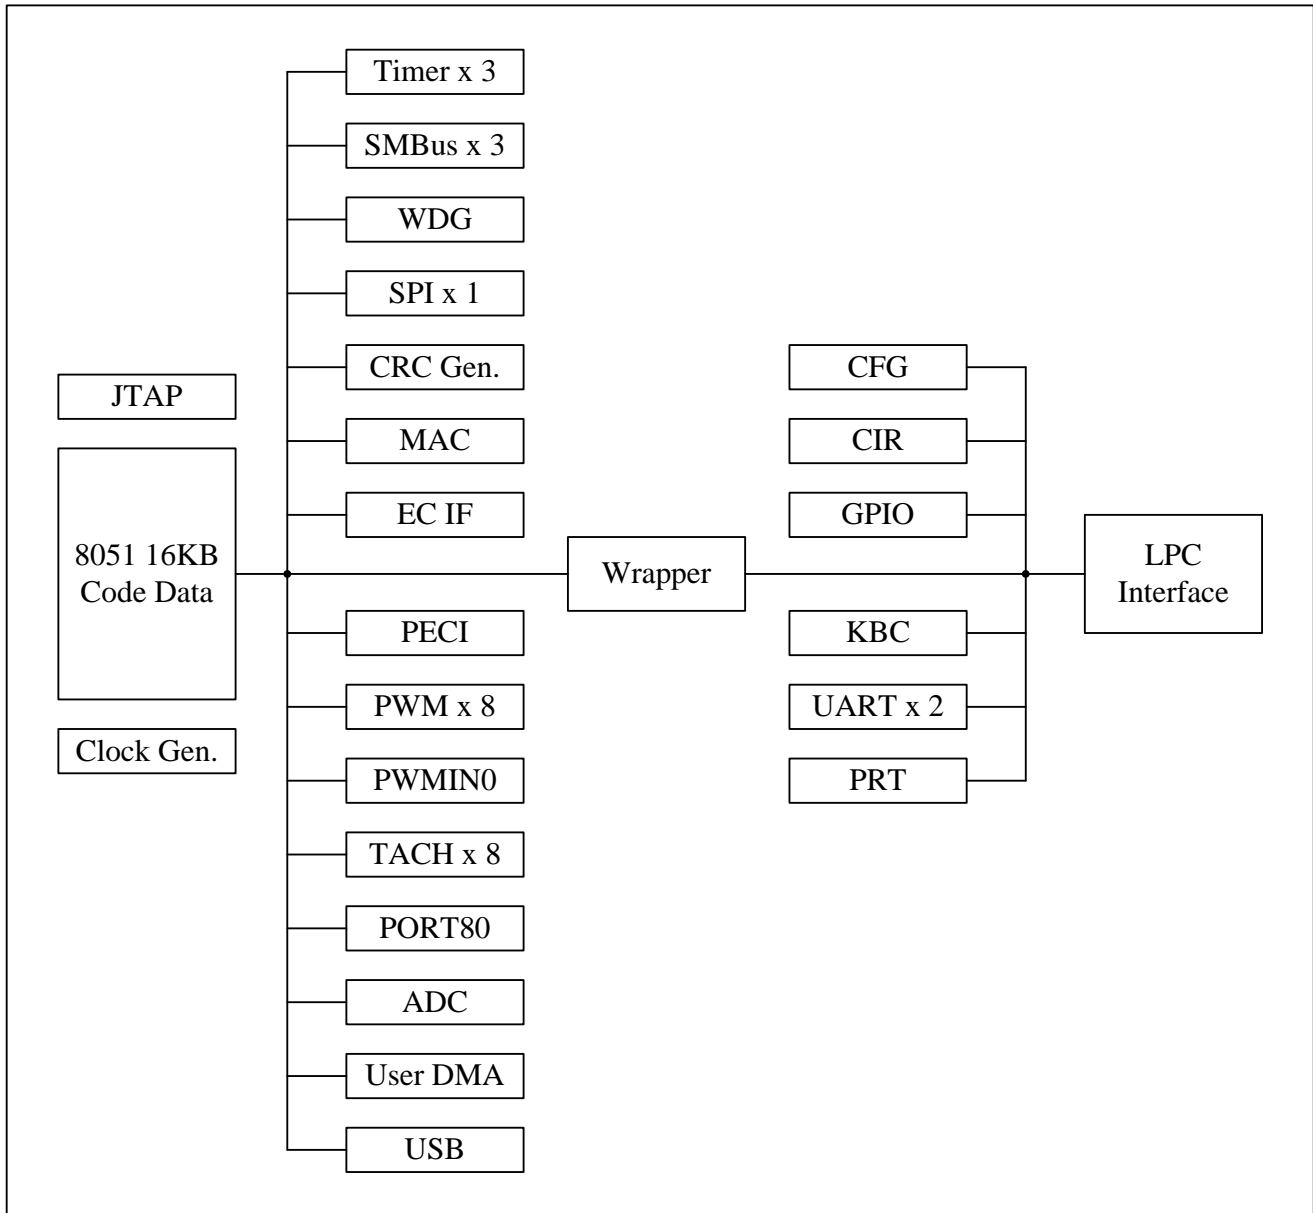 Timer x 3
SMBus x 3
WDG
SPI x 1
CRC Gen.
MAC
EC IF
JTAP
8051 16KB
Code Data
Clock Gen.
PECI
PWM x 8
PWMIN0
TACH x 8
PORT80
ADC
User DMA
USB
Wrapper
CFG
CIR
GPIO
KBC
UART x 2
PRT
LPC
Interface